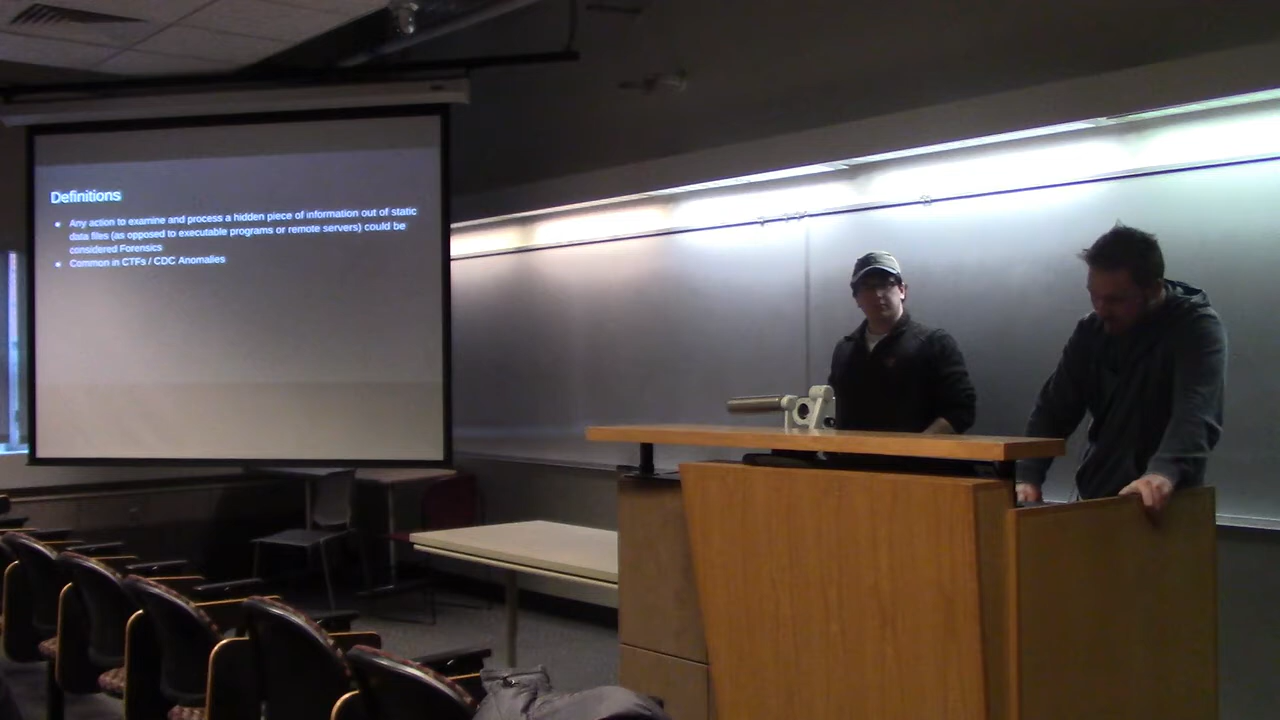 Definitions
Any action to examine and process a hidden piece of information out of static
data files (as opposed to executable programs or remote servers) could be
considered Forensics
Common in CTFs / CDC Anomalies